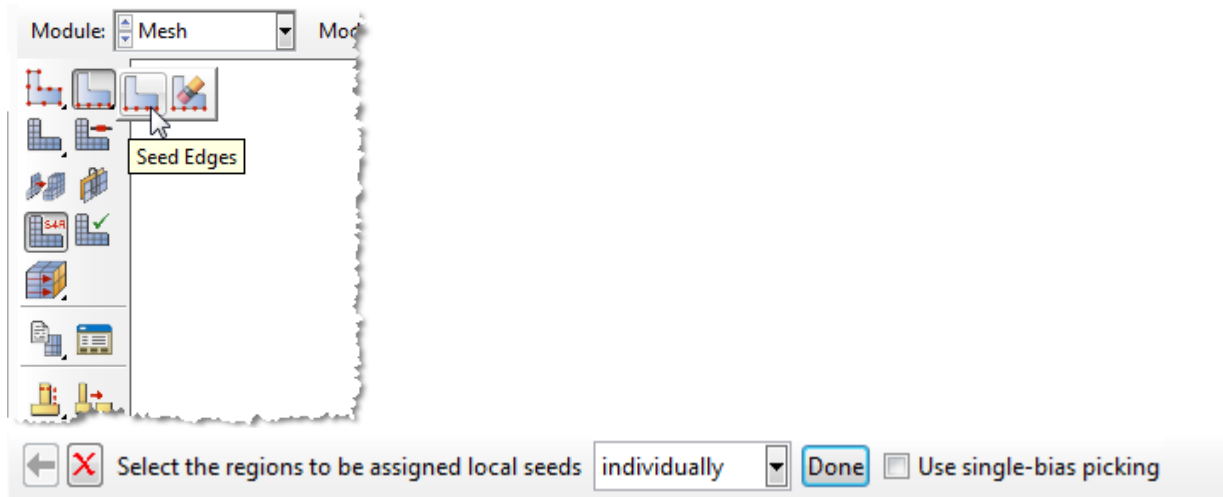 Module: Mesh Mod
Seed Edges
S4R
Select the regions to be assigned local seeds individually Done Use single-bias picking